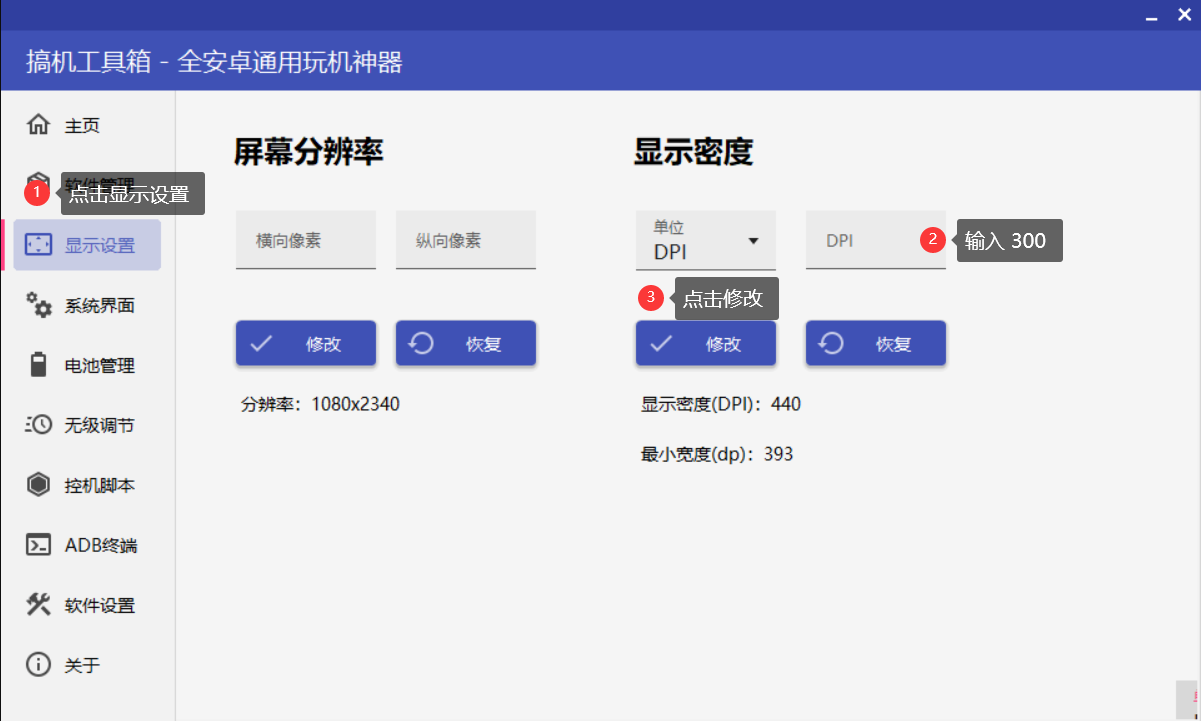 搞机工具箱 - 全安卓通用玩机神器
主页
软件管理
1 点击显示设置
显示设置
系统界面
电池管理
无级调节
控机脚本
ADB终端
软件设置
关于
屏幕分辨率
横向像素
纵向像素
修改
恢复
分辨率：1080x2340
显示密度
单位
DPI
DPI
2 输入 300
3 点击修改
修改
恢复
显示密度(DPI)：440
最小宽度(dp)：393